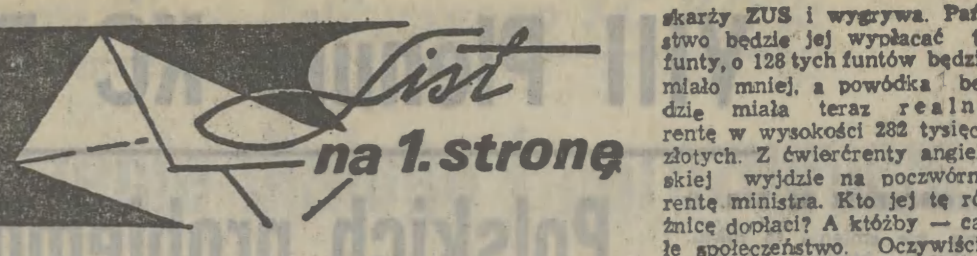 List
na 1. stronę
skarży ZUS i wygrywa. Pań
stwo będzie jej wypłacać
funty, o 128 tych funtów będzi
miało mniej, a powódka be
dzie miała teraz realn
rentę w wysokości 282 tysięc
złotych. Z ćwierćrenty angie
skiej wyjdzie na poczwórn
rentę ministra. Kto jej tę ró
żnicę dopłaci? A któżby — ca
łe społeczeństwo. Oczywiści